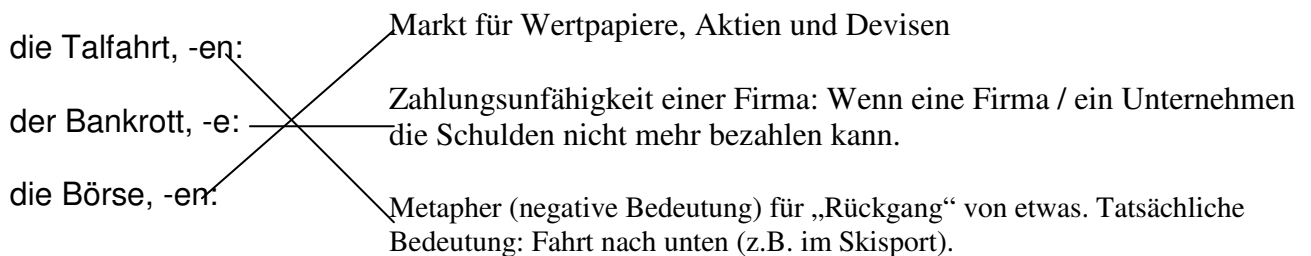 die Talfahrt, -en:
der Bankrott, -e:
die Börse, -en:
Markt für Wertpapiere, Aktien und Devisen
Zahlungsunfähigkeit einer Firma: Wenn eine Firma / ein Unternehmen
die Schulden nicht mehr bezahlen kann.
Metapher (negative Bedeutung) für „Rückgang“ von etwas. Tatsächliche
Bedeutung: Fahrt nach unten (z.B. im Skisport).